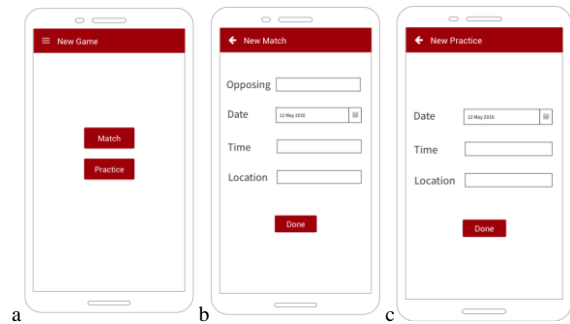 New Game
Match
Practice
a
New Match
Opposing
Date 12 May 2016
Time
Location
Done
b
New Practice
Date 12 May 2016
Time
Location
Done
c